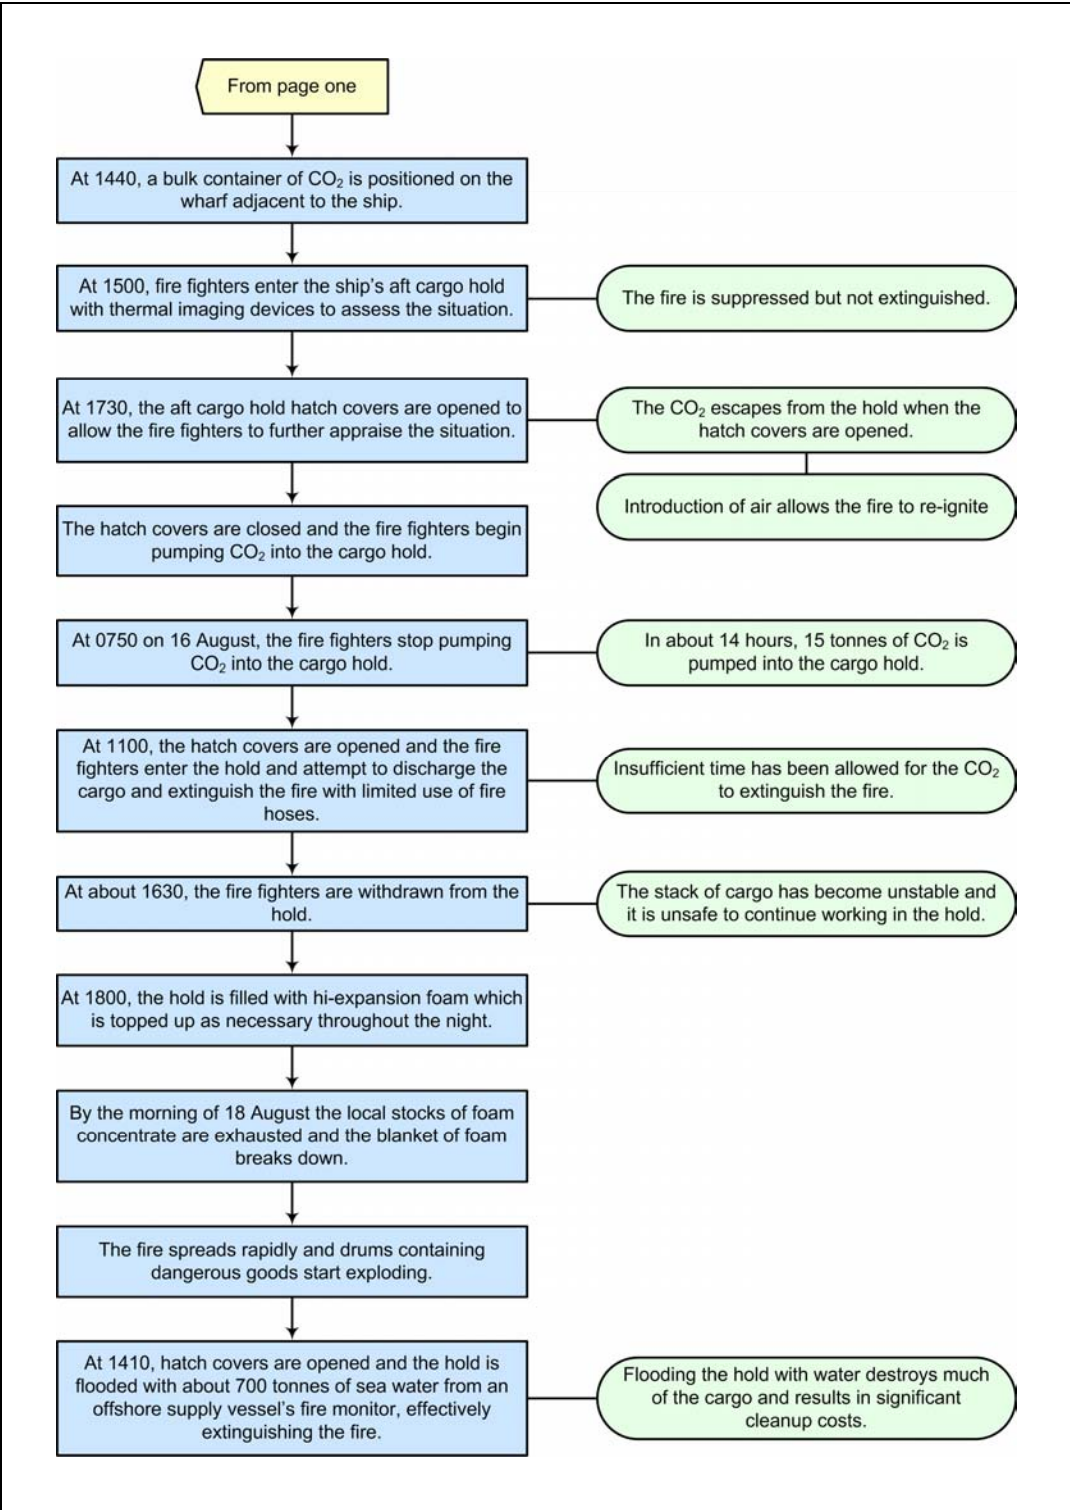 From page one
At 1440, a bulk container of CO₂ is positioned on the
wharf adjacent to the ship.
At 1500, fire fighters enter the ship's aft cargo hold
with thermal imaging devices to assess the situation.
The fire is suppressed but not extinguished.
At 1730, the aft cargo hold hatch covers are opened to
allow the fire fighters to further appraise the situation.
The CO₂ escapes from the hold when the
hatch covers are opened.
Introduction of air allows the fire to re-ignite
The hatch covers are closed and the fire fighters begin
pumping CO₂ into the cargo hold.
At 0750 on 16 August, the fire fighters stop pumping
CO₂ into the cargo hold.
In about 14 hours, 15 tonnes of CO₂ is
pumped into the cargo hold.
At 1100, the hatch covers are opened and the fire
fighters enter the hold and attempt to discharge the
cargo and extinguish the fire with limited use of fire
hoses.
Insufficient time has been allowed for the CO₂
to extinguish the fire.
At about 1630, the fire fighters are withdrawn from the
hold.
The stack of cargo has become unstable and
it is unsafe to continue working in the hold.
At 1800, the hold is filled with hi-expansion foam which
is topped up as necessary throughout the night.
By the morning of 18 August the local stocks of foam
concentrate are exhausted and the blanket of foam
breaks down.
The fire spreads rapidly and drums containing
dangerous goods start exploding.
At 1410, hatch covers are opened and the hold is
flooded with about 700 tonnes of sea water from an
offshore supply vessel's fire monitor, effectively
extinguishing the fire.
Flooding the hold with water destroys much
of the cargo and results in significant
cleanup costs.